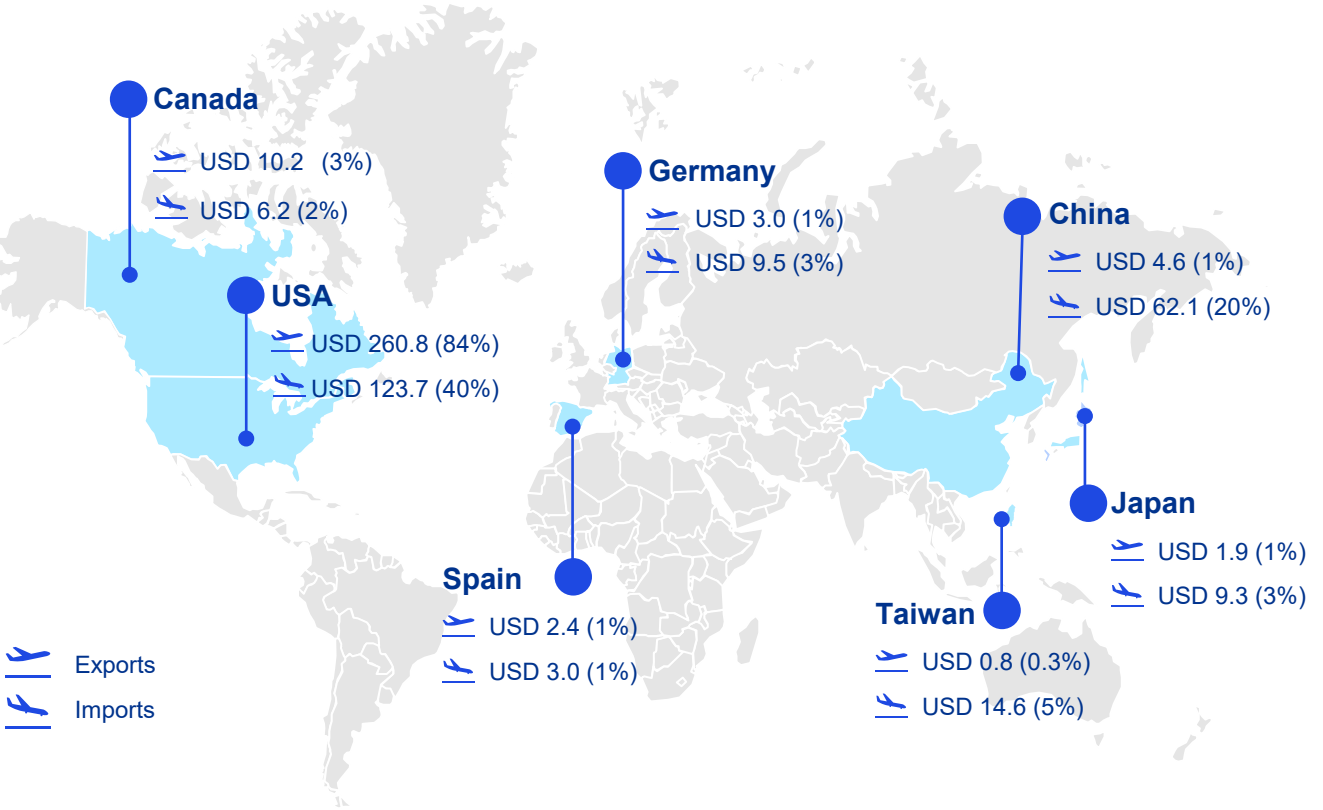 Canada
USD 10.2 (3%)
USD 6.2 (2%)
USA
USD 260.8 (84%)
USD 123.7 (40%)
Germany
USD 3.0 (1%)
USD 9.5 (3%)
China
USD 4.6 (1%)
USD 62.1 (20%)
Japan
USD 1.9 (1%)
USD 9.3 (3%)
Spain
USD 2.4 (1%)
USD 3.0 (1%)
Taiwan
USD 0.8 (0.3%)
USD 14.6 (5%)
Exports
Imports